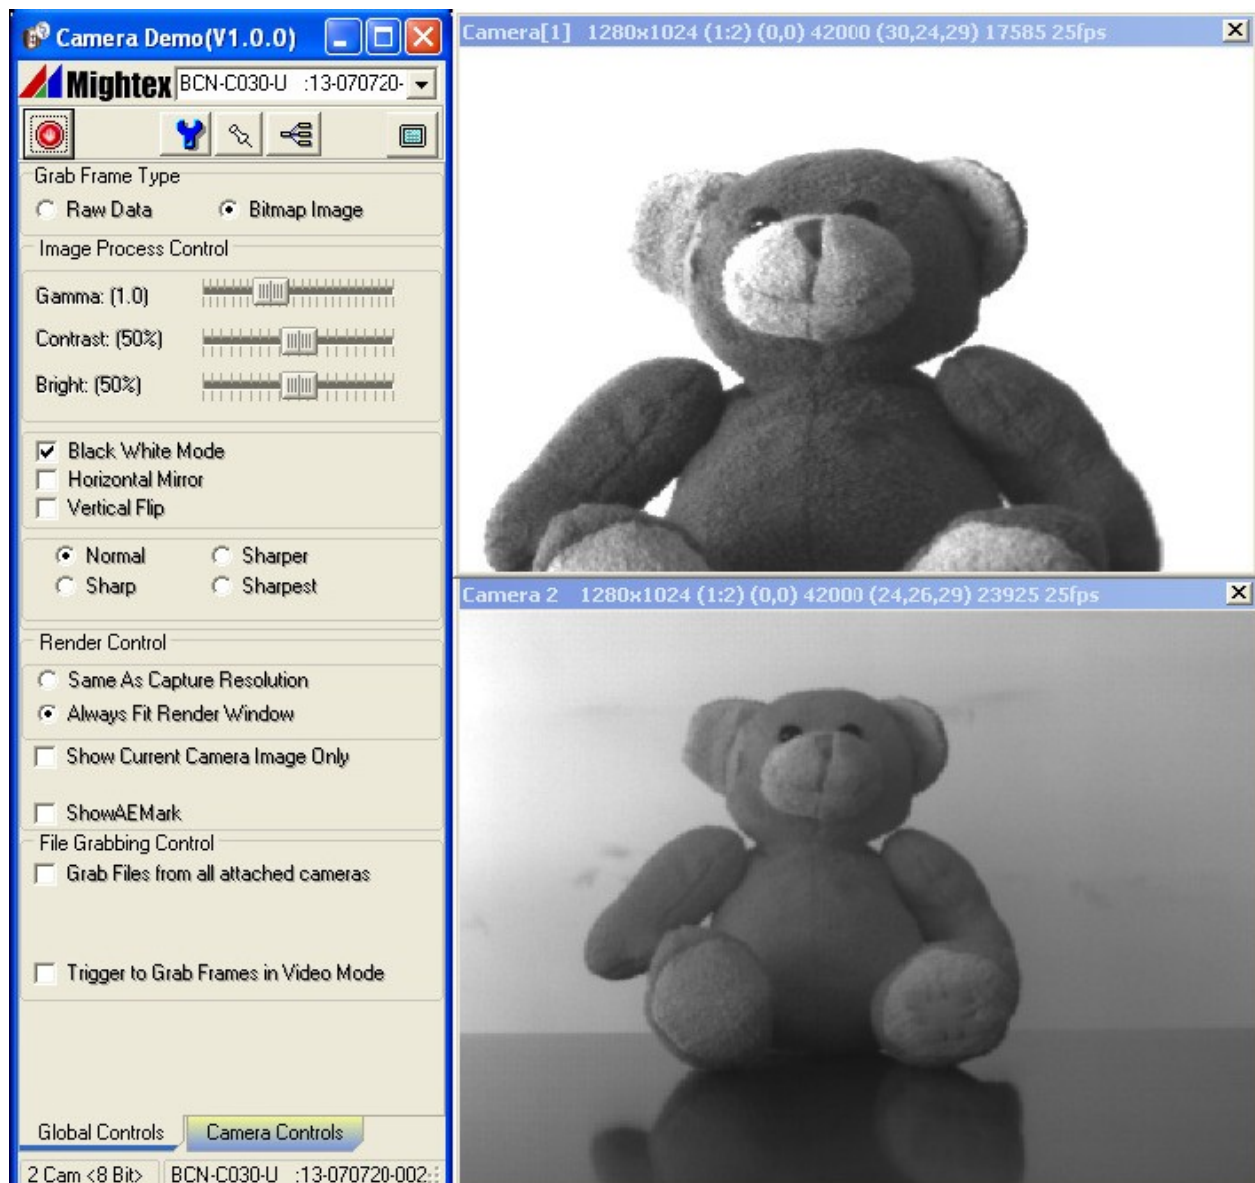 Camera Demo(V1.0.0)
Mightex BCN-C030-U :13-070720-
Grab Frame Type
Raw Data Bitmap Image
Image Process Control
Gamma: (1.0)
Contrast: (50%)
Bright: (50%)
Black White Mode
Horizontal Mirror
Vertical Flip
Normal Sharper
Sharp Sharpest
Render Control
Same As Capture Resolution
Always Fit Render Window
Show Current Camera Image Only
ShowAEMark
File Grabbing Control
Grab Files from all attached cameras
Trigger to Grab Frames in Video Mode
Global Controls Camera Controls
2 Cam <8 Bit> BCN-C030-U :13-070720-002
Camera[1] 1280x1024 (1:2) (0,0) 42000 (30,24,29) 17585 25fps
Camera 2 1280x1024 (1:2) (0,0) 42000 (24,26,29) 23925 25fps